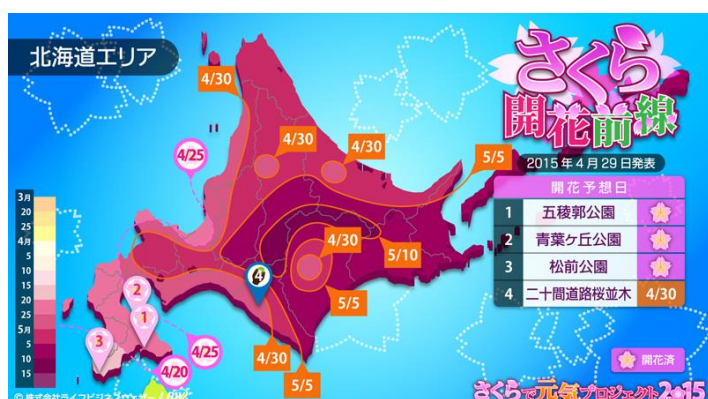 北海道エリア
さくら
開花前線
2015年4月29日発表
開花予想日
1 五稜郭公園
2 青葉ヶ丘公園
3 松前公園
4 二十間道路桜並木 4/30
開花済
さくらで元気プロジェクト2015
4/30
4/30
4/30
5/5
4/25
4/30
5/10
4
5/5
2
1
3
4/25
4/20
4/30
5/5
3月
20
25
4月
5
10
15
20
25
5月
5
10
15